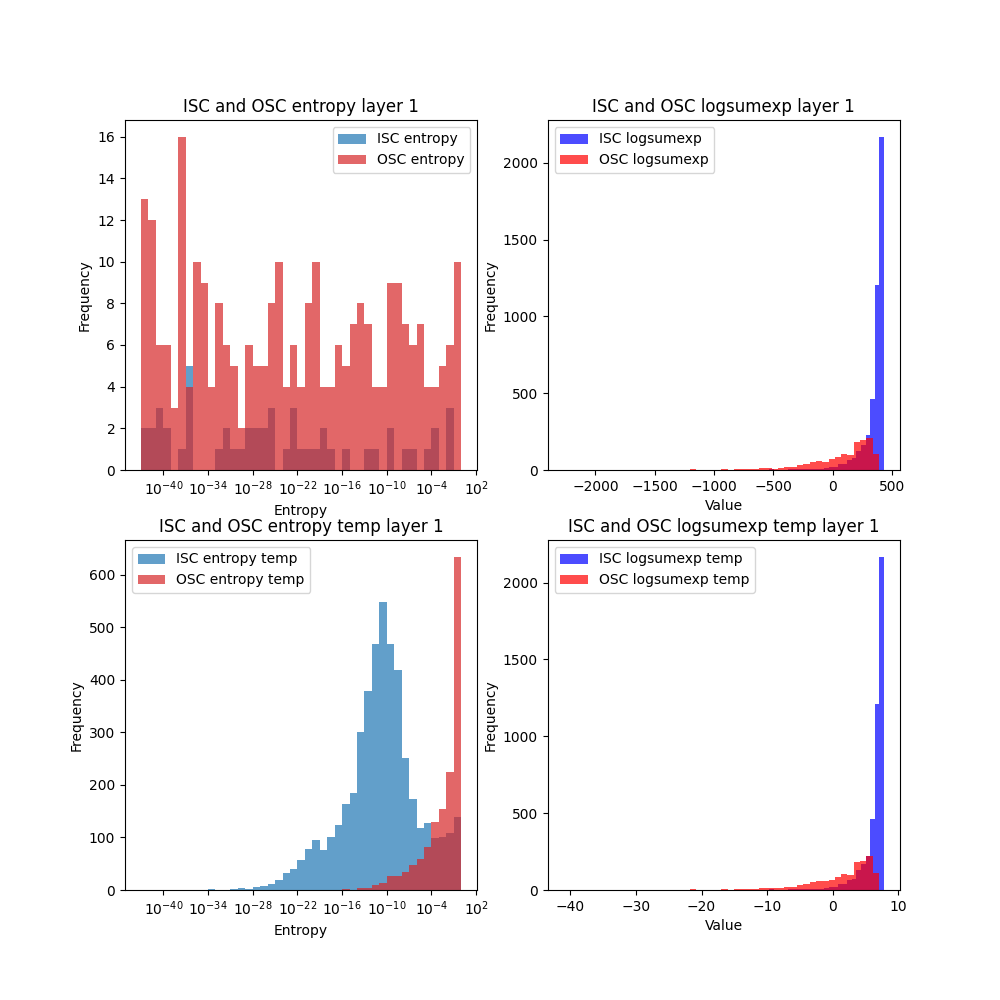 ISC and OSC entropy layer 1
ISC entropy
OSC entropy
Frequency
16
14
12
10
8
6
4
2
0
10⁻⁴⁰ 10⁻³⁴ 10⁻²⁸ 10⁻²² 10⁻¹⁶ 10⁻¹⁰ 10⁻⁴ 10²
Entropy
ISC and OSC logsumexp layer 1
ISC logsumexp
OSC logsumexp
Frequency
2000
1500
1000
500
0
−2000 −1500 −1000 −500 0 500
Value
ISC and OSC entropy temp layer 1
ISC entropy temp
OSC entropy temp
Frequency
600
500
400
300
200
100
0
10⁻⁴⁰ 10⁻³⁴ 10⁻²⁸ 10⁻²² 10⁻¹⁶ 10⁻¹⁰ 10⁻⁴ 10²
Entropy
ISC and OSC logsumexp temp layer 1
ISC logsumexp temp
OSC logsumexp temp
Frequency
2000
1500
1000
500
0
−40 −30 −20 −10 0 10
Value